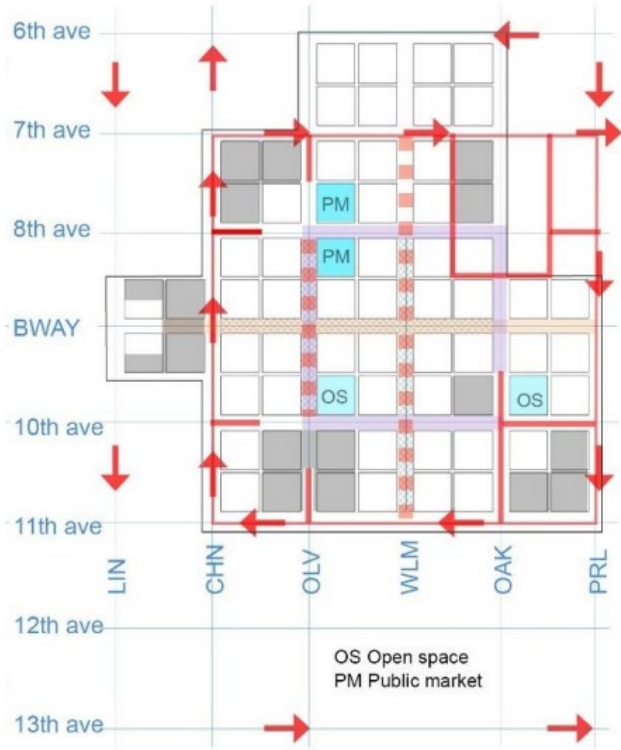 6th ave
7th ave
PM
8th ave
PM
BWAY
OS
OS
10th ave
11th ave
LIN
CHN
OLV
WLM
OAK
PRL
12th ave
OS Open space
PM Public market
13th ave